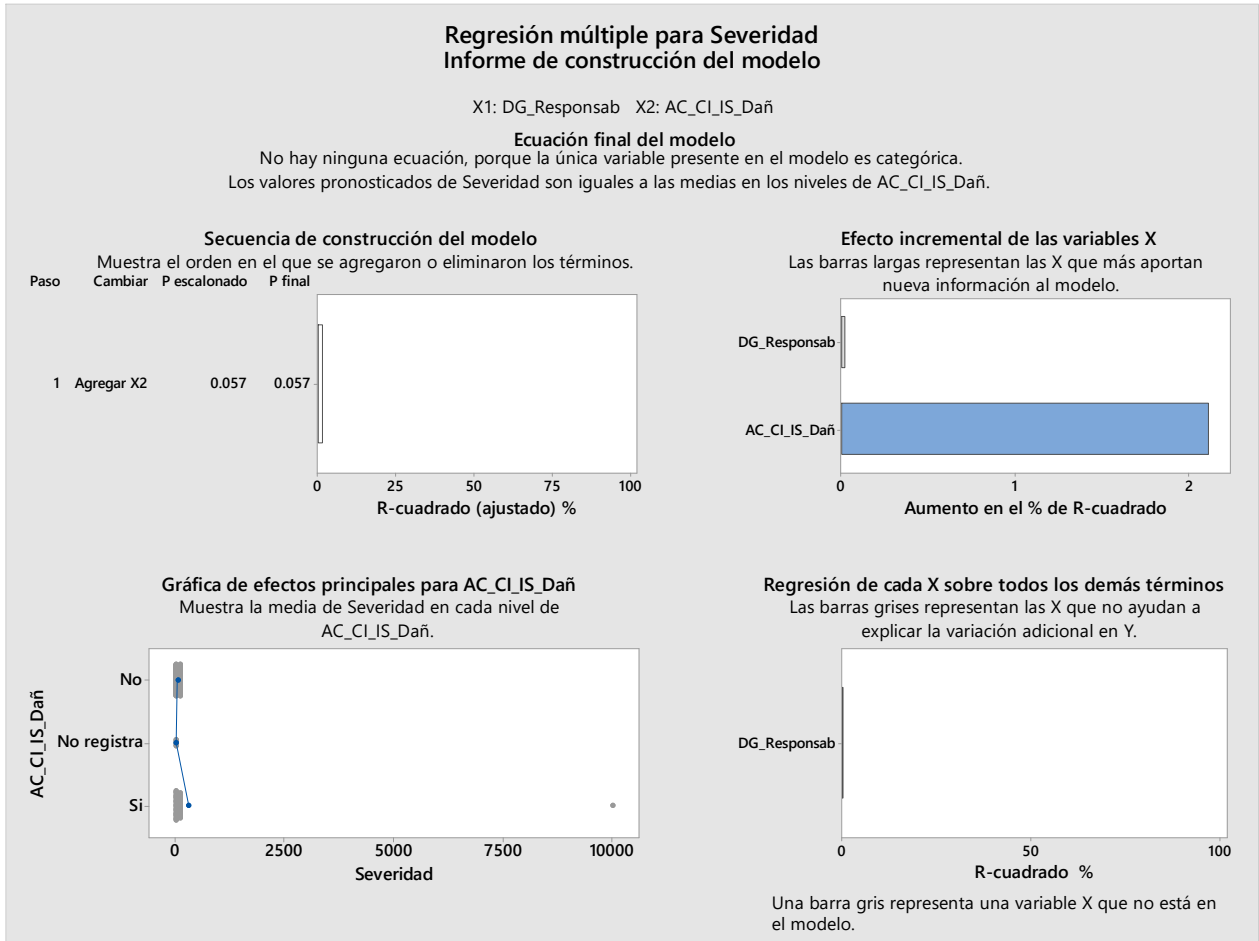 Regresión múltiple para Severidad
Informe de construcción del modelo
X1: DG_Responsab X2: AC_CI_IS_Dañ
Ecuación final del modelo
No hay ninguna ecuación, porque la única variable presente en el modelo es categórica.
Los valores pronosticados de Severidad son iguales a las medias en los niveles de AC_CI_IS_Dañ.
Secuencia de construcción del modelo
Muestra el orden en el que se agregaron o eliminaron los términos.
Paso Cambiar P escalonado P final
1 Agregar X2 0.057 0.057
0 25 50 75 100
R-cuadrado (ajustado) %
Efecto incremental de las variables X
Las barras largas representan las X que más aportan
nueva información al modelo.
DG_Responsab
AC_CI_IS_Dañ
0 1 2
Aumento en el % de R-cuadrado
Gráfica de efectos principales para AC_CI_IS_Dañ
Muestra la media de Severidad en cada nivel de
AC_CI_IS_Dañ.
AC_CI_IS_Dañ
No
No registra
Si
0 2500 5000 7500 10000
Severidad
Regresión de cada X sobre todos los demás términos
Las barras grises representan las X que no ayudan a
explicar la variación adicional en Y.
DG_Responsab
0 50 100
R-cuadrado %
Una barra gris representa una variable X que no está en
el modelo.